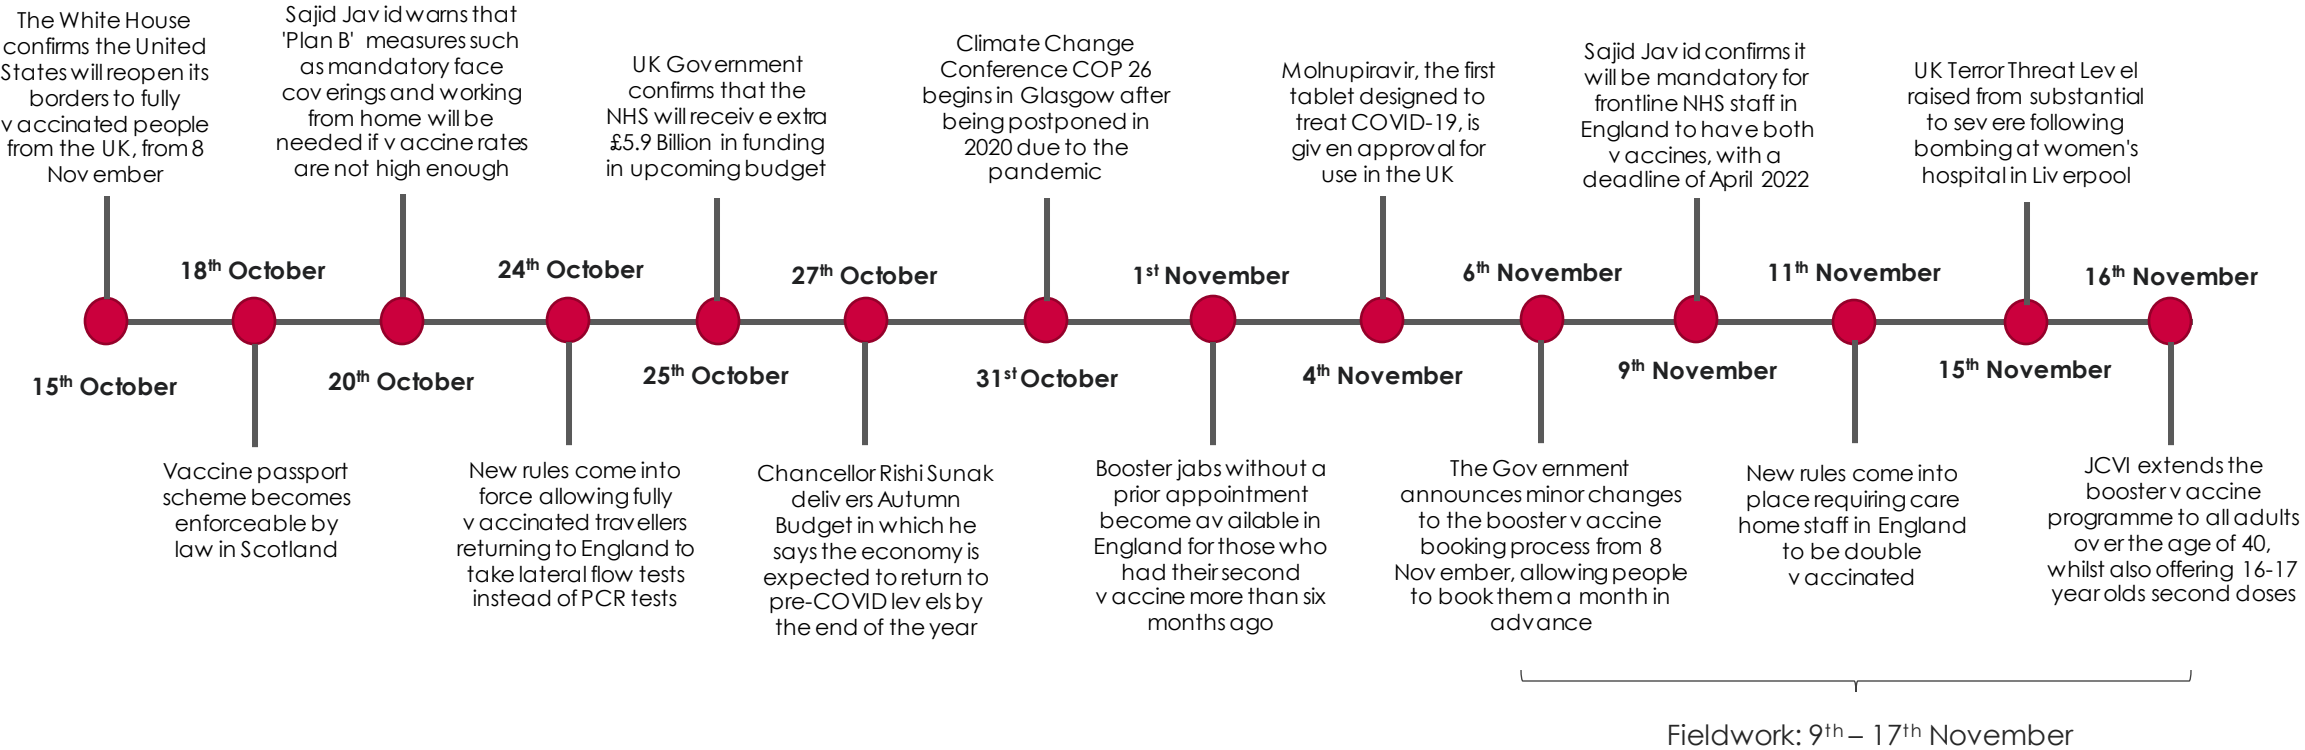 The White House
confirms the United
States will reopen its
borders to fully
vaccinated people
from the UK, from 8
November
Sajid Javid warns that
'Plan B' measures such
as mandatory face
coverings and working
from home will be
needed if vaccine rates
are not high enough
UK Government
confirms that the
NHS will receive extra
£5.9 Billion in funding
in upcoming budget
Climate Change
Conference COP 26
begins in Glasgow after
being postponed in
2020 due to the
pandemic
Molnupiravir, the first
tablet designed to
treat COVID-19, is
given approval for
use in the UK
Sajid Javid confirms it
will be mandatory for
frontline NHS staff in
England to have both
vaccines, with a
deadline of April 2022
UK Terror Threat Level
raised from substantial
to severe following
bombing at women's
hospital in Liverpool
18th October
24th October
27th October
1st November
6th November
11th November
16th November
15th October
20th October
25th October
31st October
4th November
9th November
15th November
Vaccine passport
scheme becomes
enforceable by
law in Scotland
New rules come into
force allowing fully
vaccinated travellers
returning to England to
take lateral flow tests
instead of PCR tests
Chancellor Rishi Sunak
delivers Autumn
Budget in which he
says the economy is
expected to return to
pre-COVID levels by
the end of the year
Booster jabs without a
prior appointment
become available in
England for those who
had their second
vaccine more than six
months ago
The Government
announces minor changes
to the booster vaccine
booking process from 8
November, allowing people
to book them a month in
advance
New rules come into
place requiring care
home staff in England
to be double
vaccinated
JCVI extends the
booster vaccine
programme to all adults
over the age of 40,
whilst also offering 16-17
year olds second doses
Fieldwork: 9th – 17th November